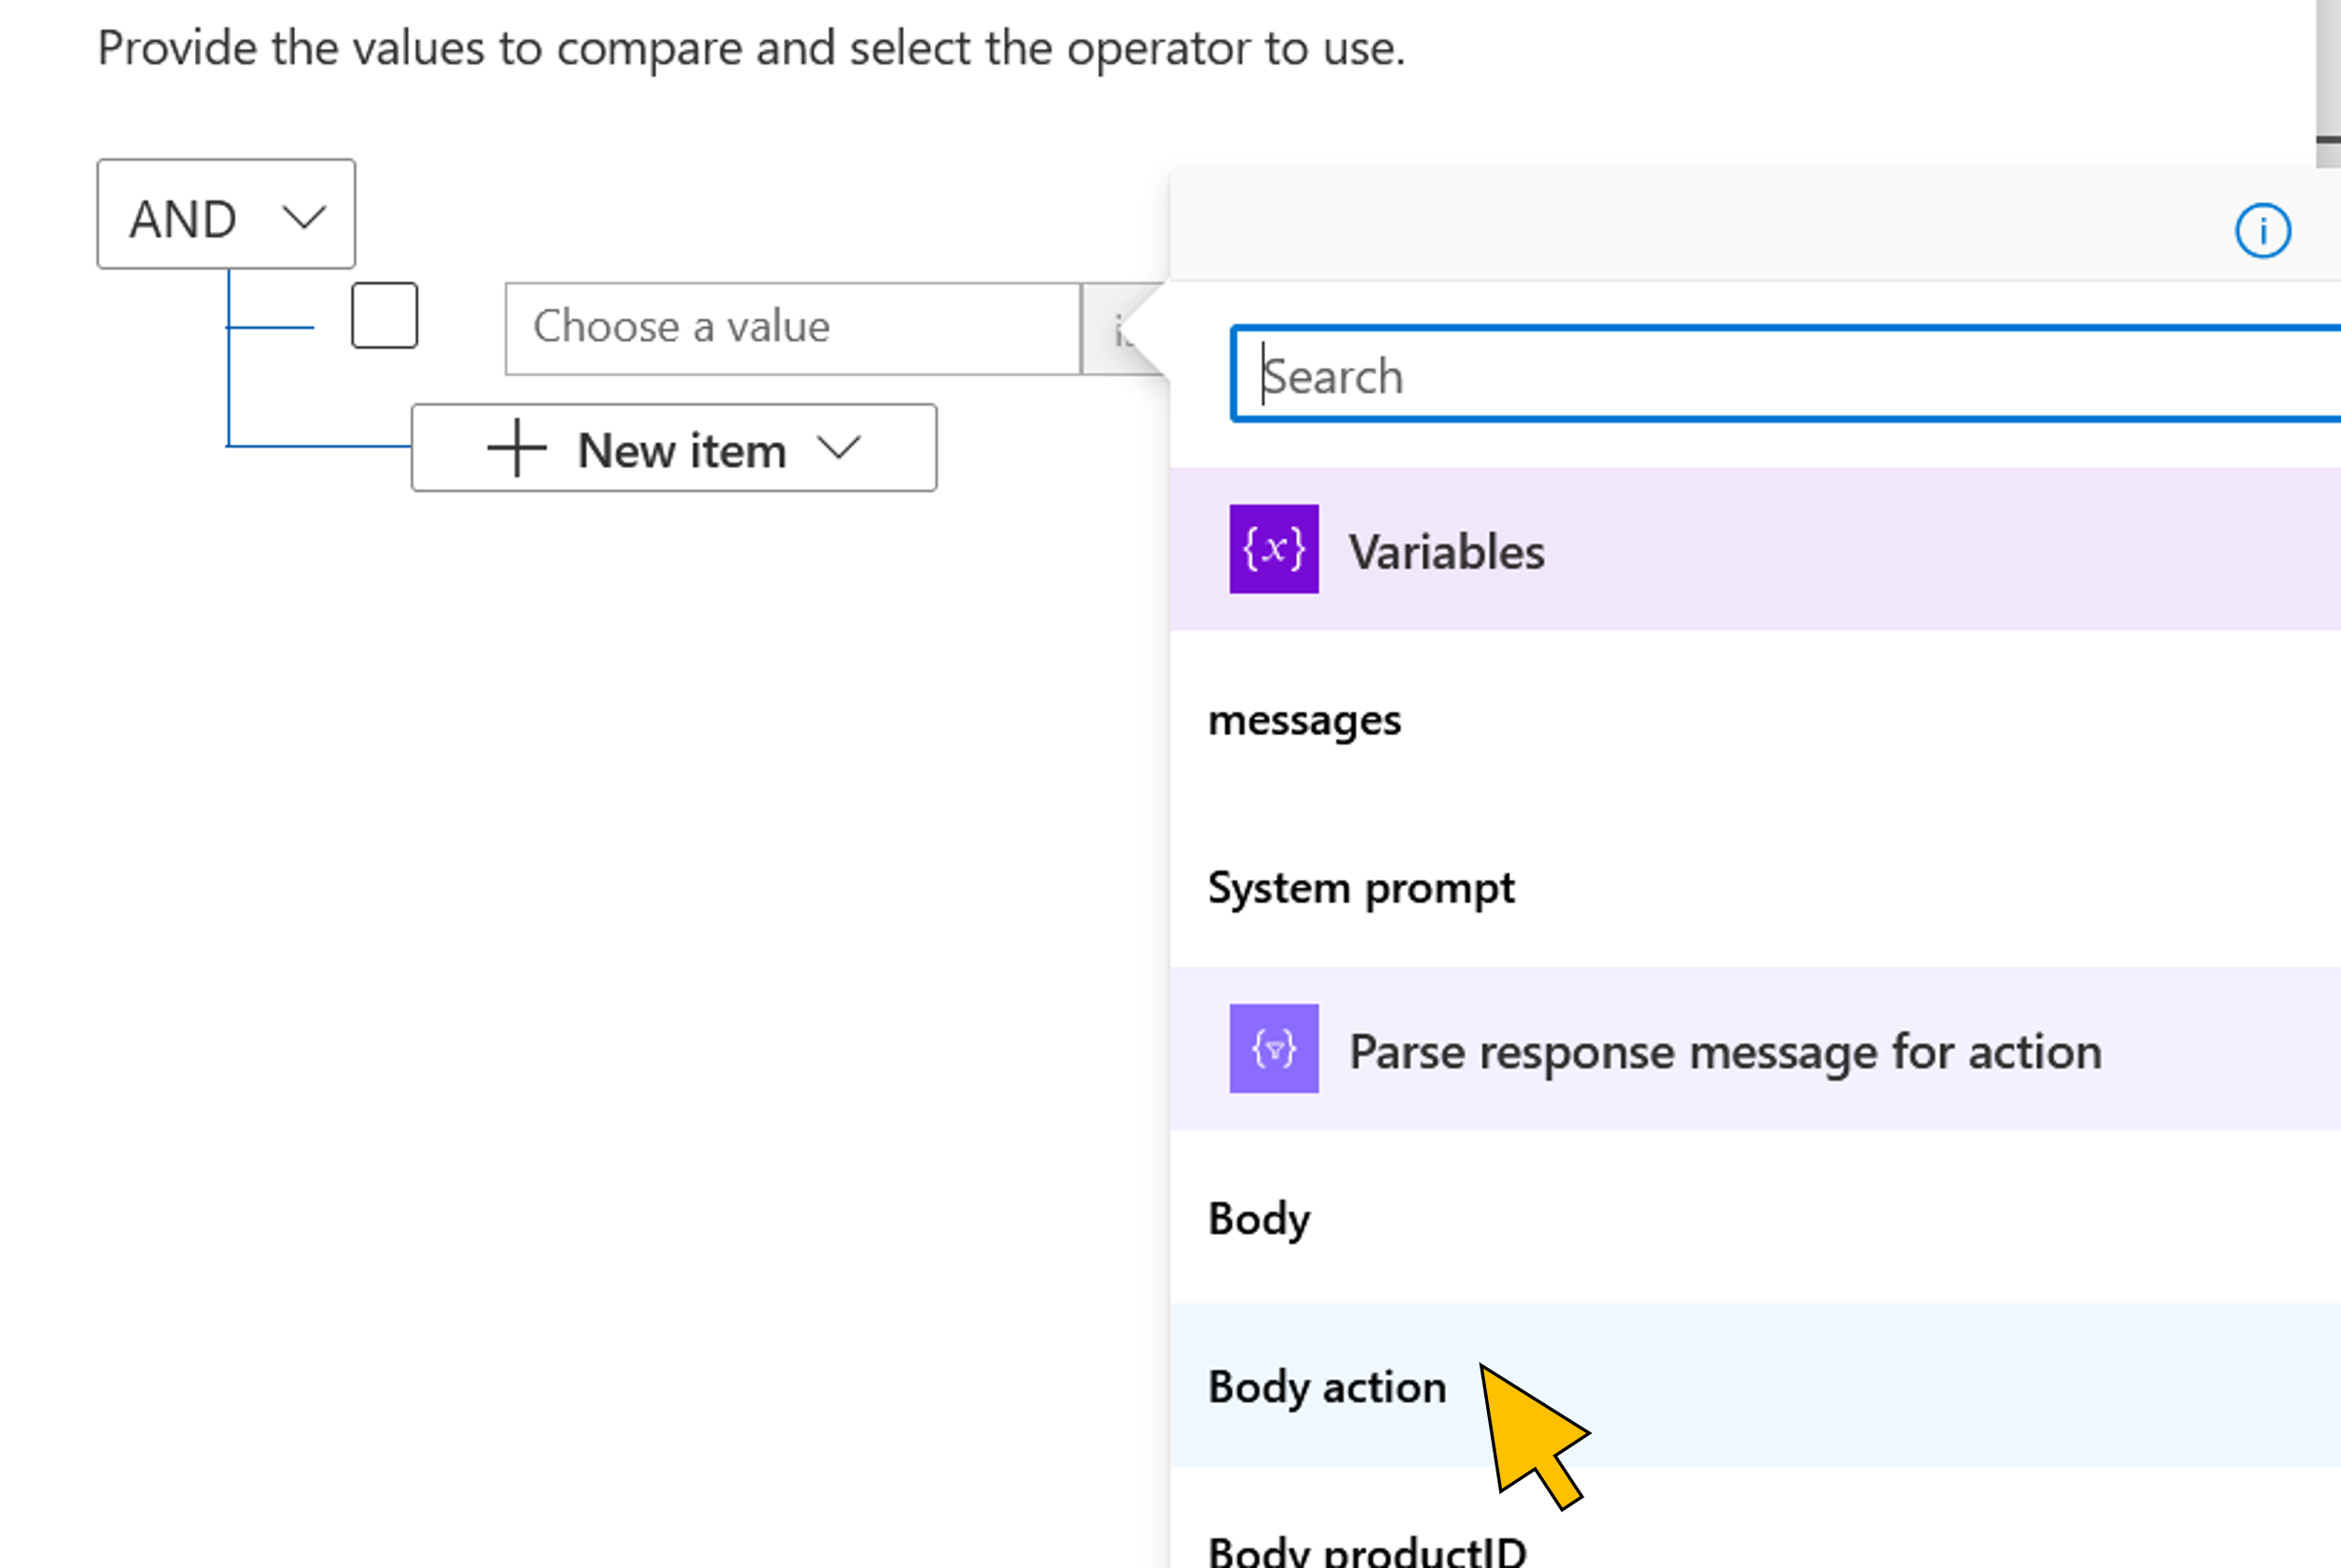 Provide the values to compare and select the operator to use.
AND
Choose a value
New item
Search
{x} Variables
messages
System prompt
Parse response message for action
Body
Body action
Body productID